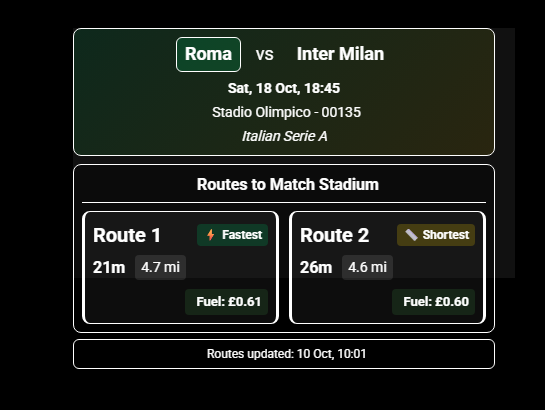 Roma vs Inter Milan
Sat, 18 Oct, 18:45
Stadio Olimpico - 00135
Italian Serie A
Routes to Match Stadium
Route 1 Fastest
21m 4.7 mi
Fuel: £0.61
Route 2 Shortest
26m 4.6 mi
Fuel: £0.60
Routes updated: 10 Oct, 10:01